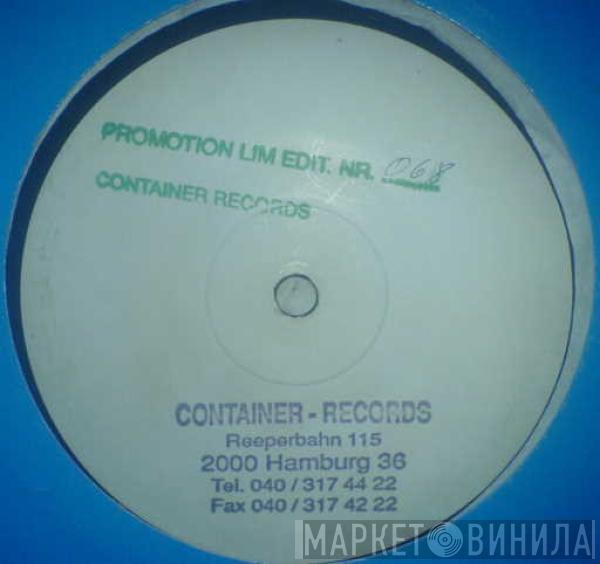 PROMOTION LIM EDIT. NR. 068
CONTAINER RECORDS
CONTAINER - RECORDS
Reeperbahn 115
2000 Hamburg 36
Tel. 040 / 317 44 22
Fax 040 / 317 42 22
МАРКЕТ ВИНИЛА